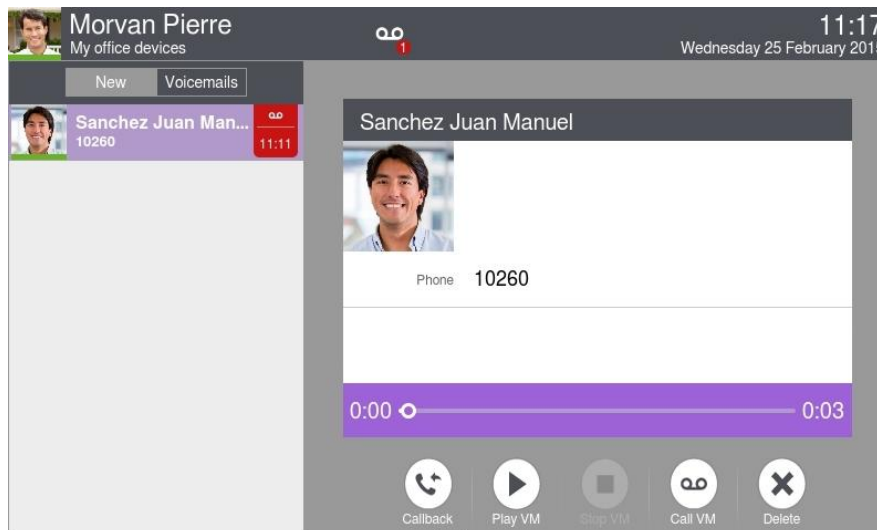 Morvan Pierre
My office devices
1
11:17
Wednesday 25 February 201
New
Voicemails
Sanchez Juan Man...
10260
11:11
Sanchez Juan Manuel
Phone 10260
0:00
0:03
Callback
Play VM
Stop VM
Call VM
Delete